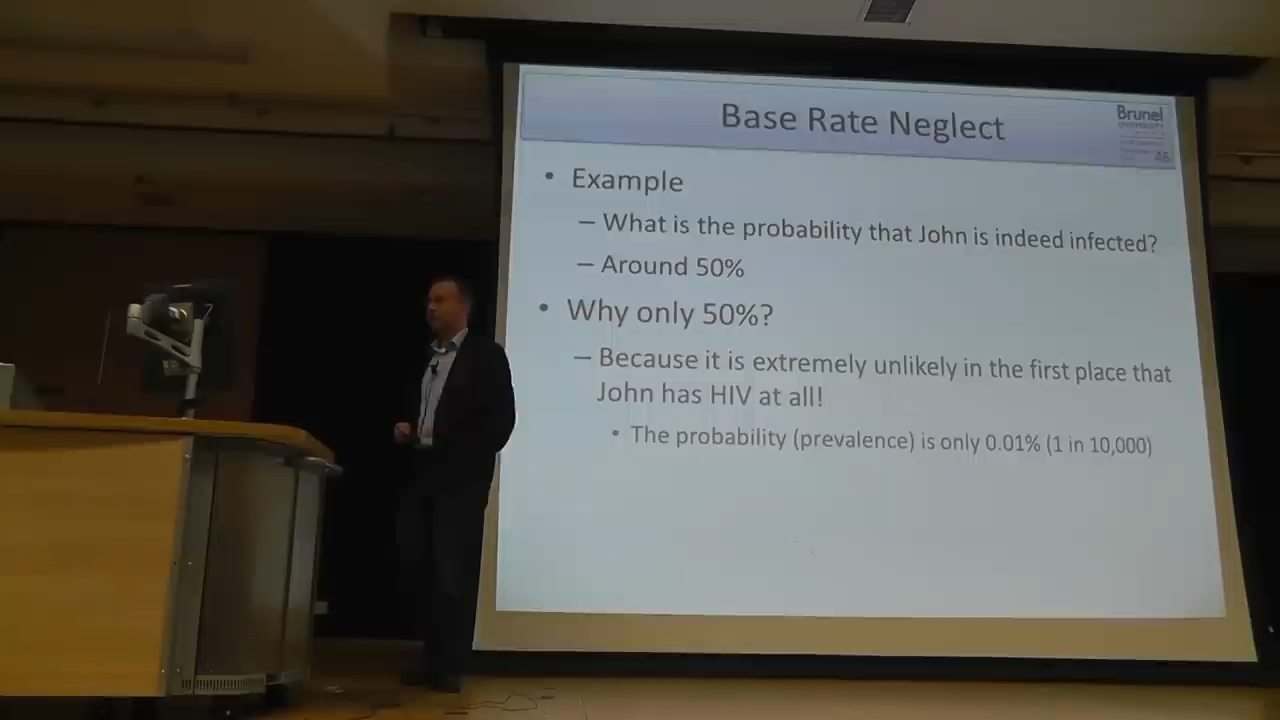 Base Rate Neglect
Brunel
UNIVERSITY
46
• Example
– What is the probability that John is indeed infected?
– Around 50%
• Why only 50%?
– Because it is extremely unlikely in the first place that
John has HIV at all!
• The probability (prevalence) is only 0.01% (1 in 10,000)